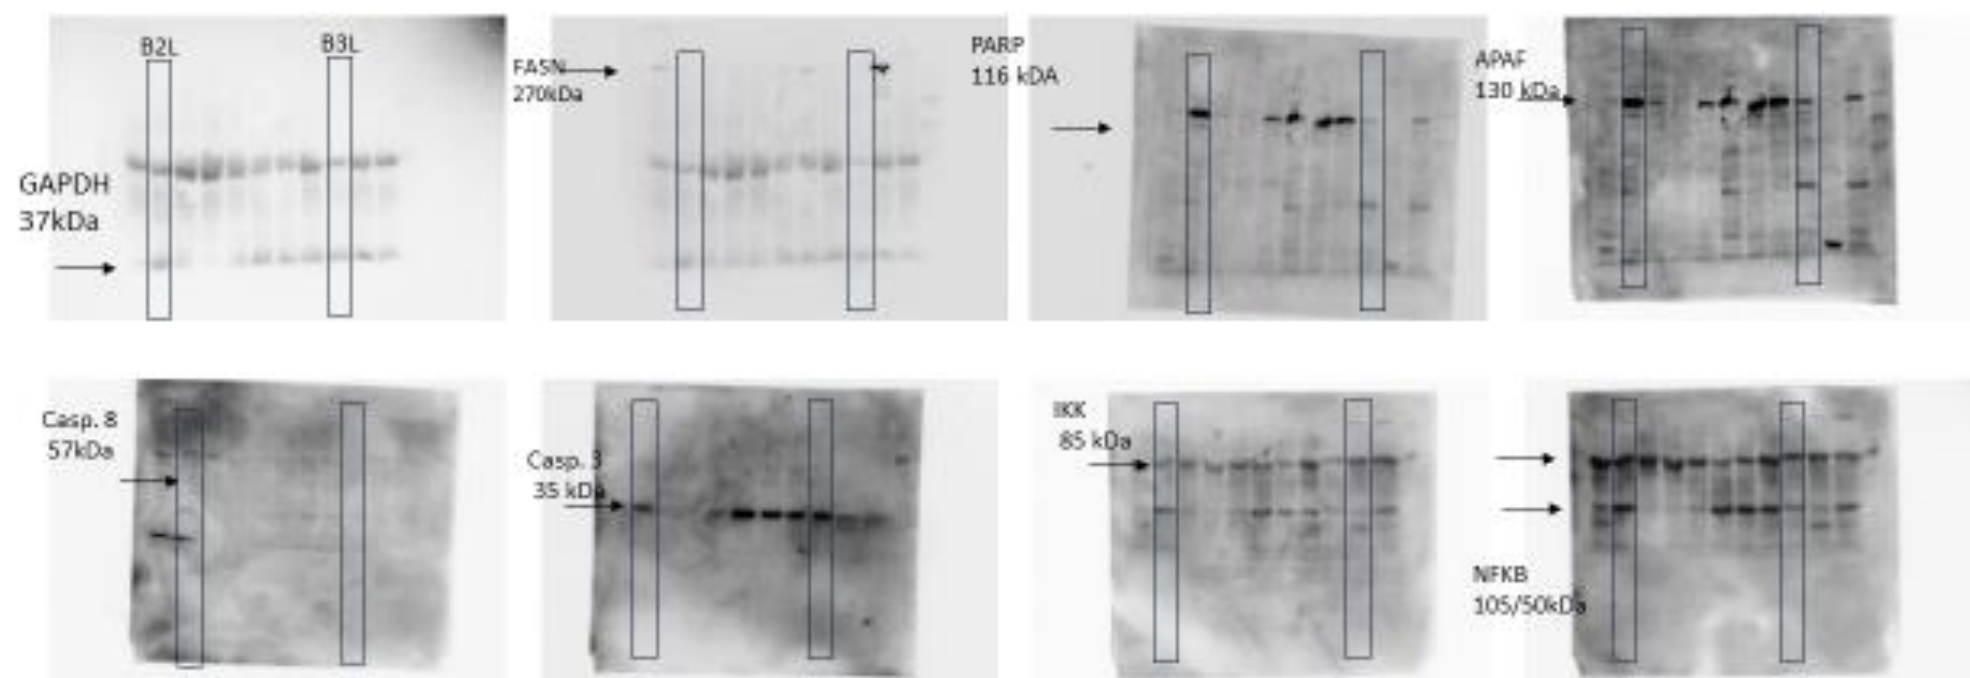 B2L
B3L
GAPDH
37kDa
FASN
270kDa
PARP
116 kDA
APAF
130 kDa
Casp. 8
57kDa
Casp. 3
35 kDa
IKK
85 kDa
NFKB
105/50kDa